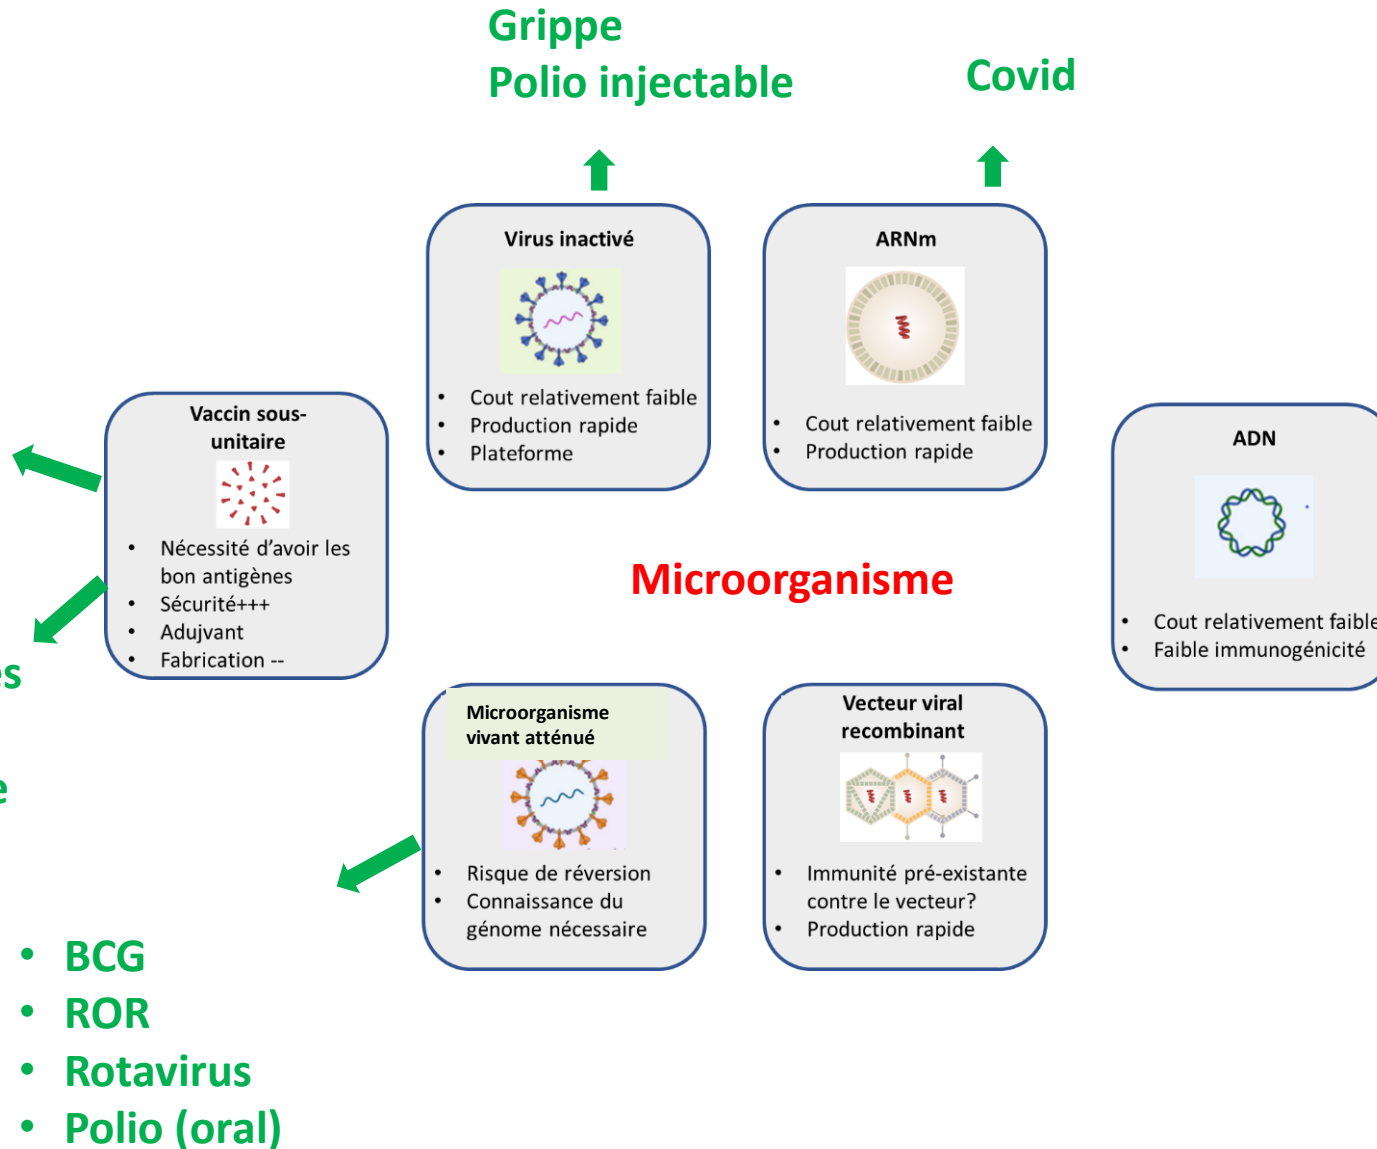 Grippe
Polio injectable
Covid
Virus inactivé
• Cout relativement faible
• Production rapide
• Plateforme
ARNm
• Cout relativement faible
• Production rapide
Vaccin sous-
unitaire
• Nécessité d’avoir les
bon antigènes
• Sécurité+++
• Adujvant
• Fabrication --
ADN
• Cout relativement faible
• Faible immunogénicité
Microorganisme
es
e
Microorganisme
vivant atténué
• Risque de réversion
• Connaissance du
génome nécessaire
Vecteur viral
recombinant
• Immunité pré-existante
contre le vecteur?
• Production rapide
• BCG
• ROR
• Rotavirus
• Polio (oral)